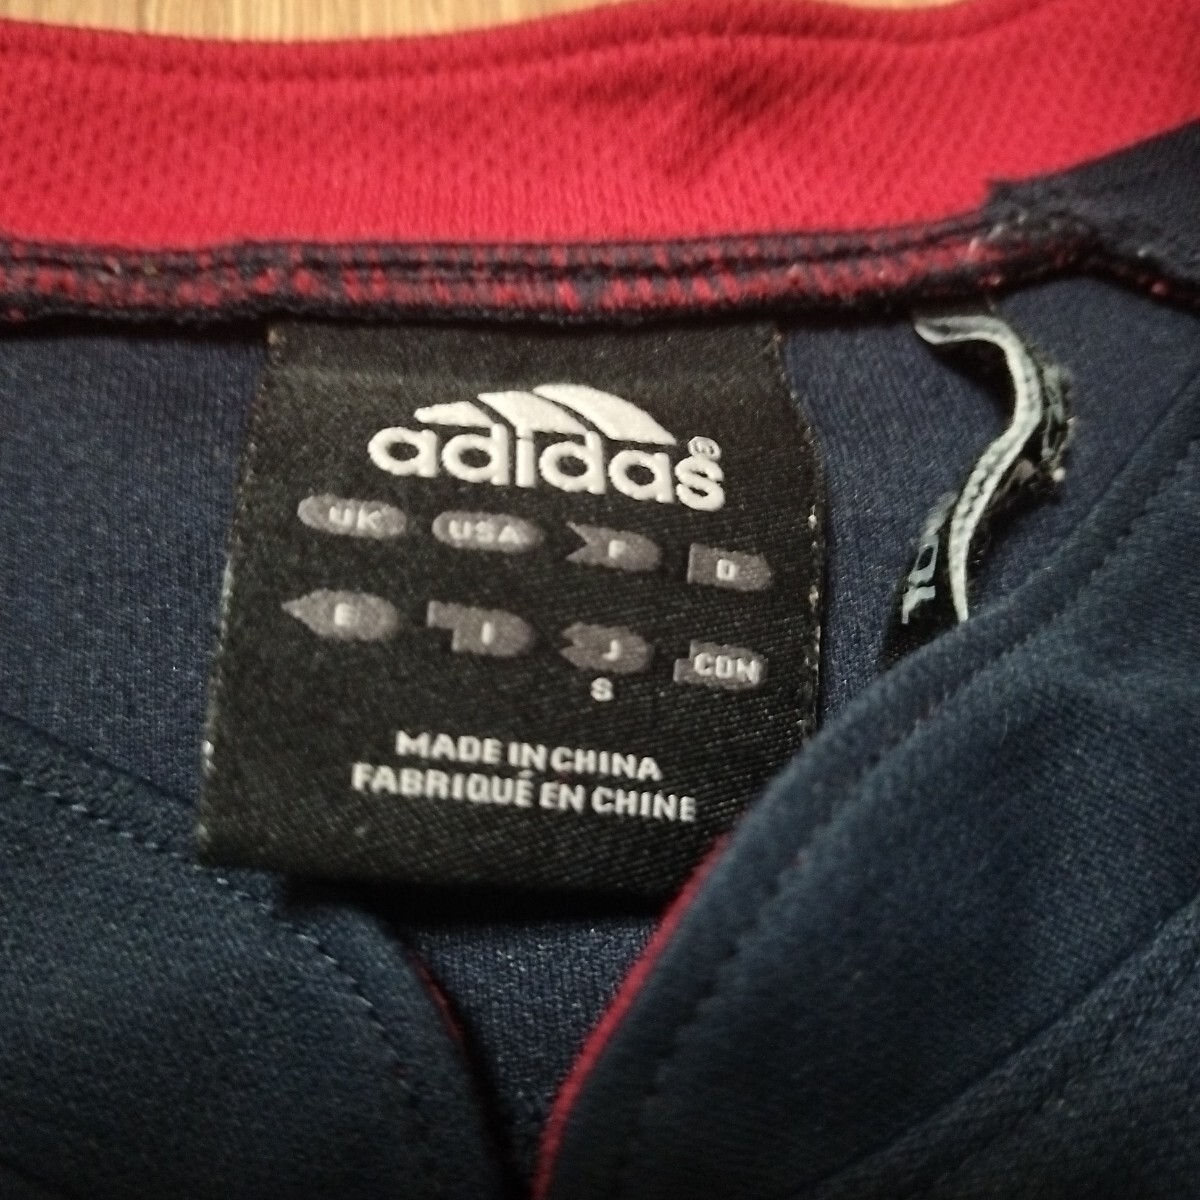 adidas®
UK USA F D
E I J CDN
S
MADE IN CHINA
FABRIQUÉ EN CHINE